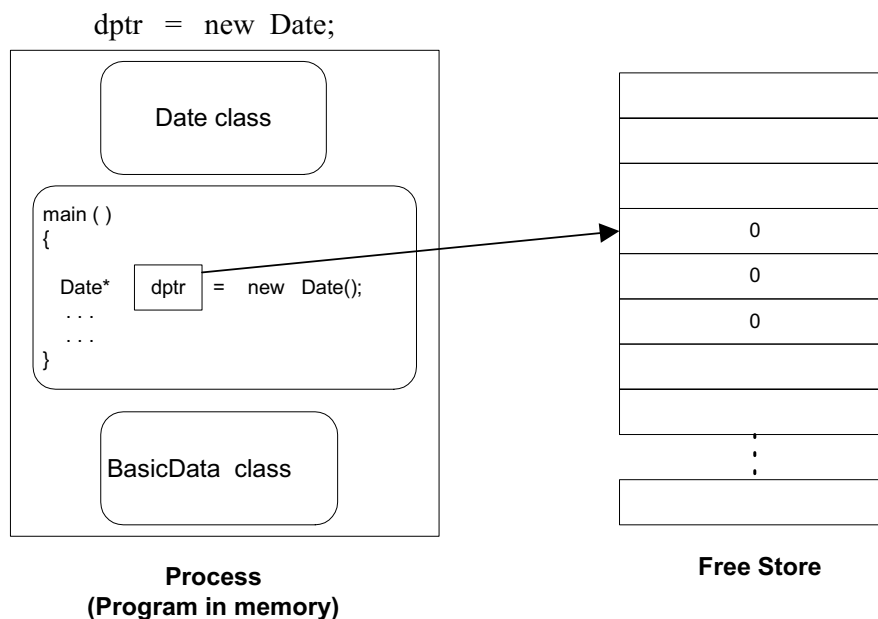 dptr = new Date;
Date class
main ( )
{
Date* dptr = new Date();
. . .
. . .
}
BasicData class
Process
(Program in memory)
0
0
0
Free Store